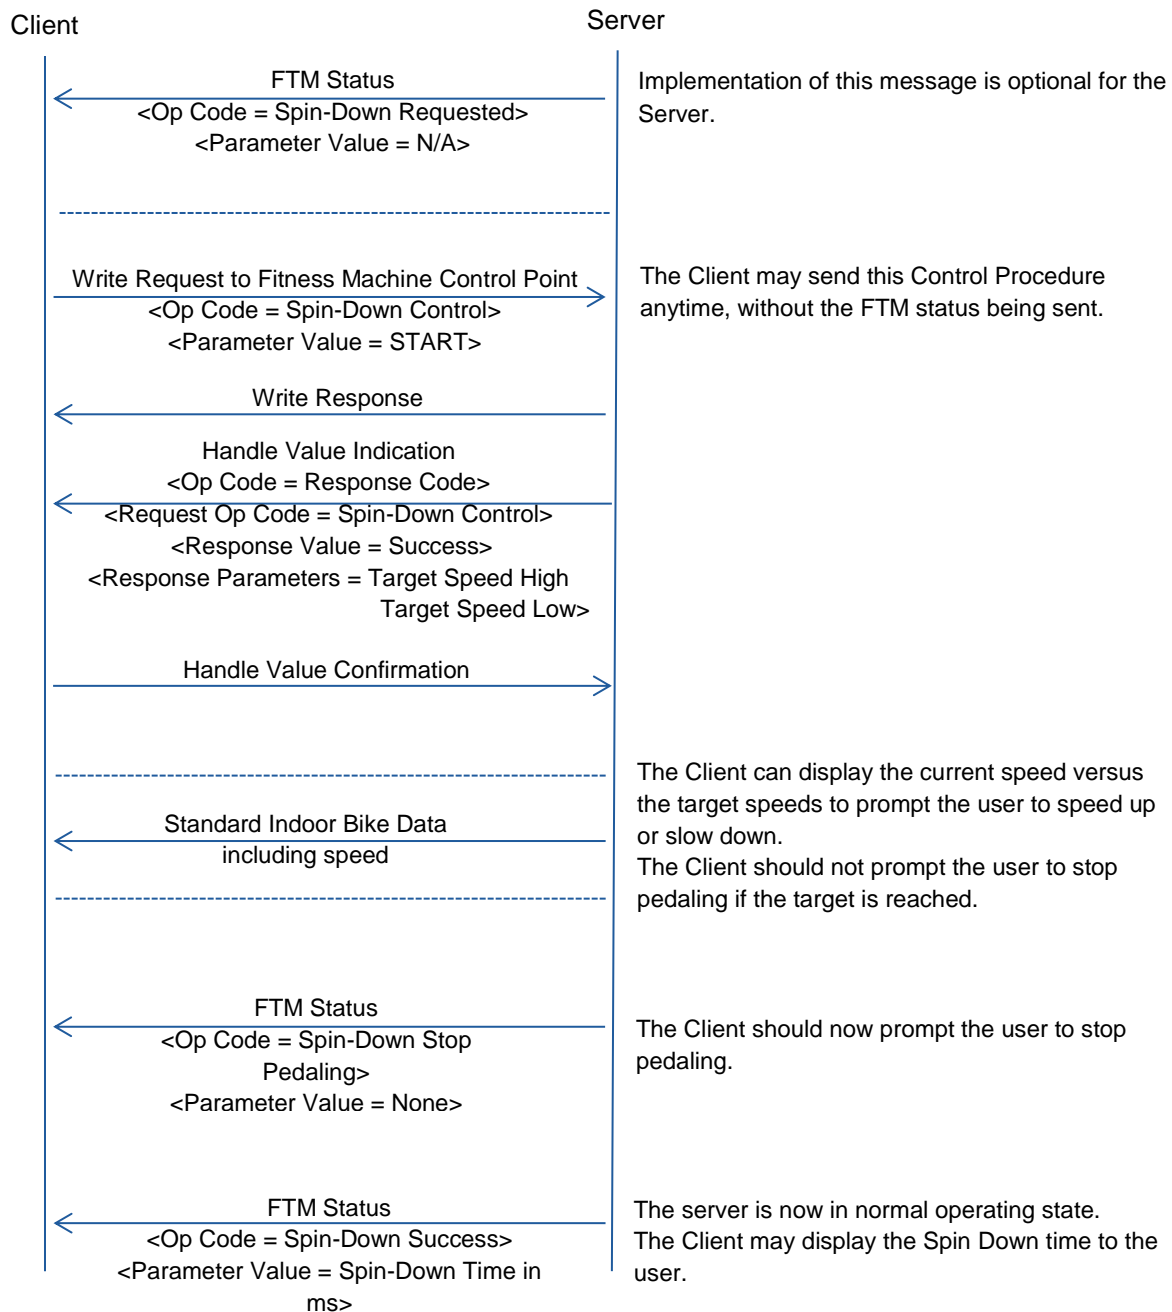 Client
Server
FTM Status
<Op Code = Spin-Down Requested>
<Parameter Value = N/A>
Implementation of this message is optional for the
Server.
Write Request to Fitness Machine Control Point
<Op Code = Spin-Down Control>
<Parameter Value = START>
The Client may send this Control Procedure
anytime, without the FTM status being sent.
Write Response
Handle Value Indication
<Op Code = Response Code>
<Request Op Code = Spin-Down Control>
<Response Value = Success>
<Response Parameters = Target Speed High
Target Speed Low>
Handle Value Confirmation
Standard Indoor Bike Data
including speed
The Client can display the current speed versus
the target speeds to prompt the user to speed up
or slow down.
The Client should not prompt the user to stop
pedaling if the target is reached.
FTM Status
<Op Code = Spin-Down Stop
Pedaling>
<Parameter Value = None>
The Client should now prompt the user to stop
pedaling.
FTM Status
<Op Code = Spin-Down Success>
<Parameter Value = Spin-Down Time in
ms>
The server is now in normal operating state.
The Client may display the Spin Down time to the
user.